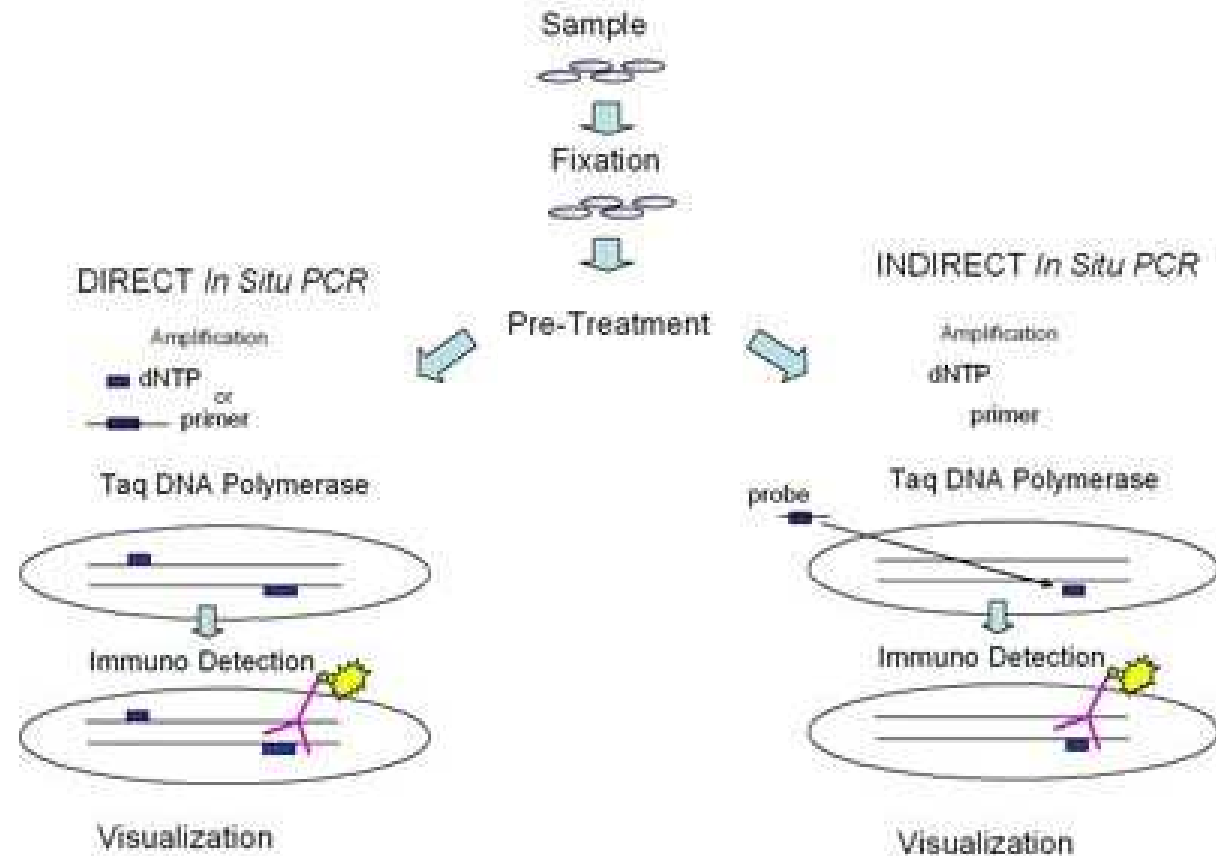 Sample
Fixation
Pre-Treatment
DIRECT In Situ PCR
Amplification
dNTP
or
primer
Taq DNA Polymerase
Immuno Detection
Visualization
INDIRECT In Situ PCR
Amplification
dNTP
primer
Taq DNA Polymerase
probe
Immuno Detection
Visualization